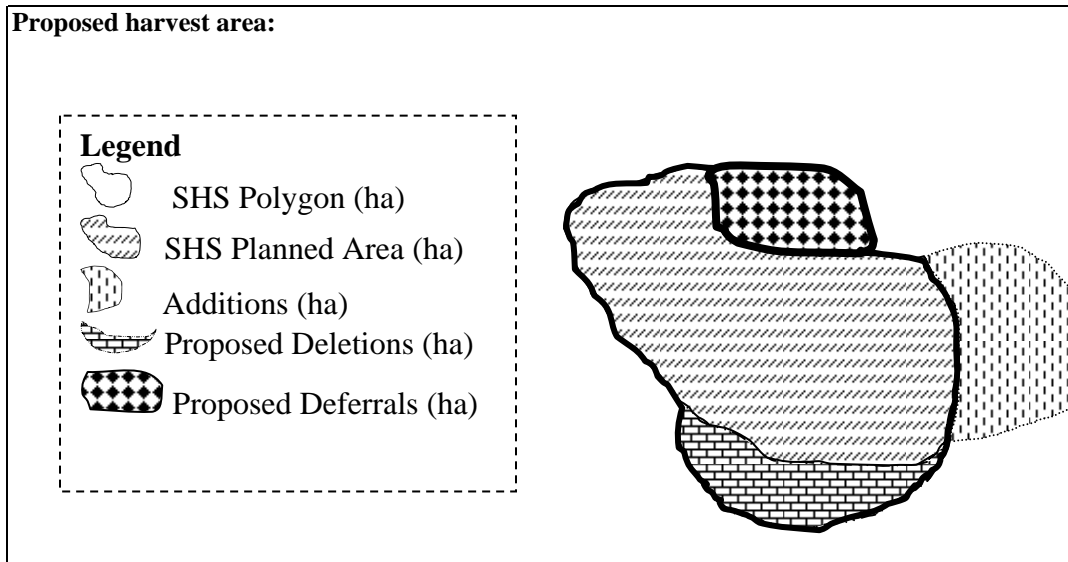 Proposed harvest area:
Legend
SHS Polygon (ha)
SHS Planned Area (ha)
Additions (ha)
Proposed Deletions (ha)
Proposed Deferrals (ha)